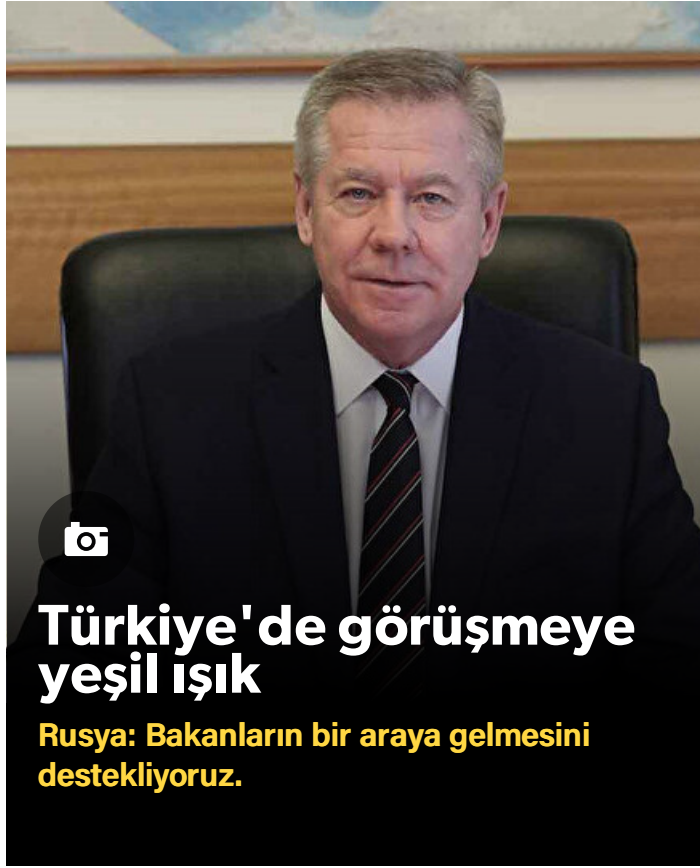 Türkiye'de görüşmeye
yeşil ışık
Rusya: Bakanların bir araya gelmesini
destekliyoruz.